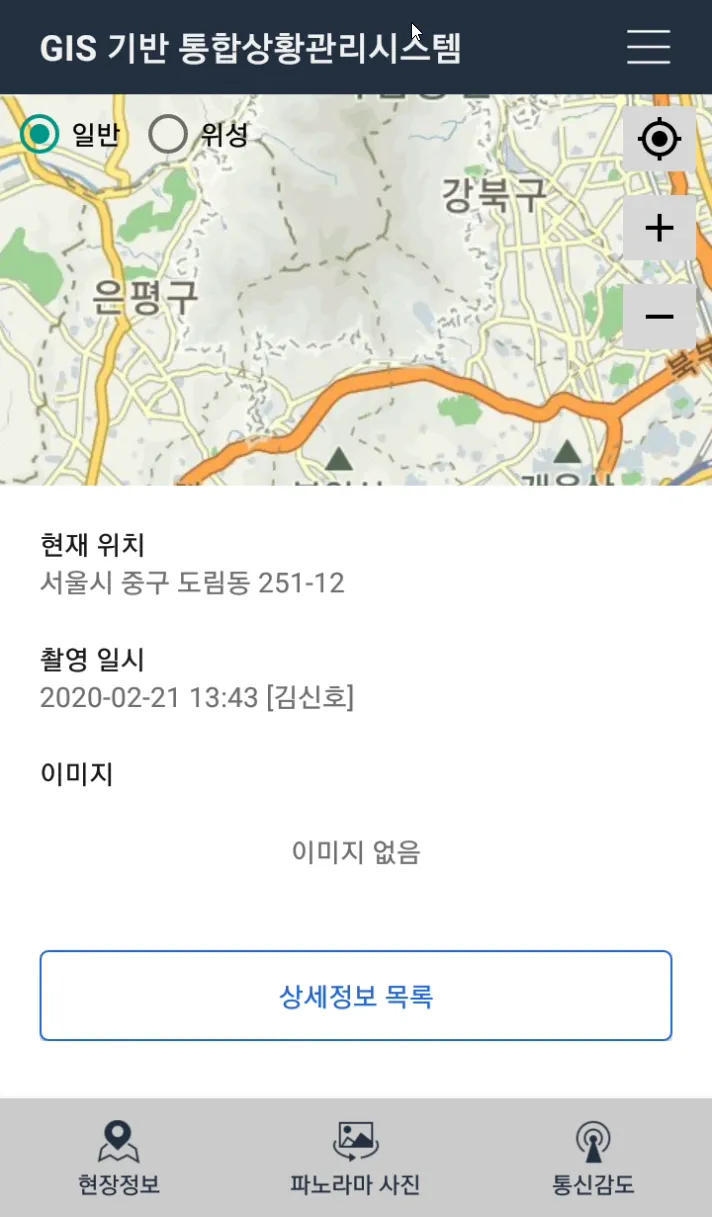 GIS 기반 통합상황관리시스템
일반
위성
강북구
은평구
현재 위치
서울시 중구 도림동 251-12
촬영 일시
2020-02-21 13:43 [김신호]
이미지
이미지 없음
상세정보 목록
현장정보
파노라마 사진
통신감도